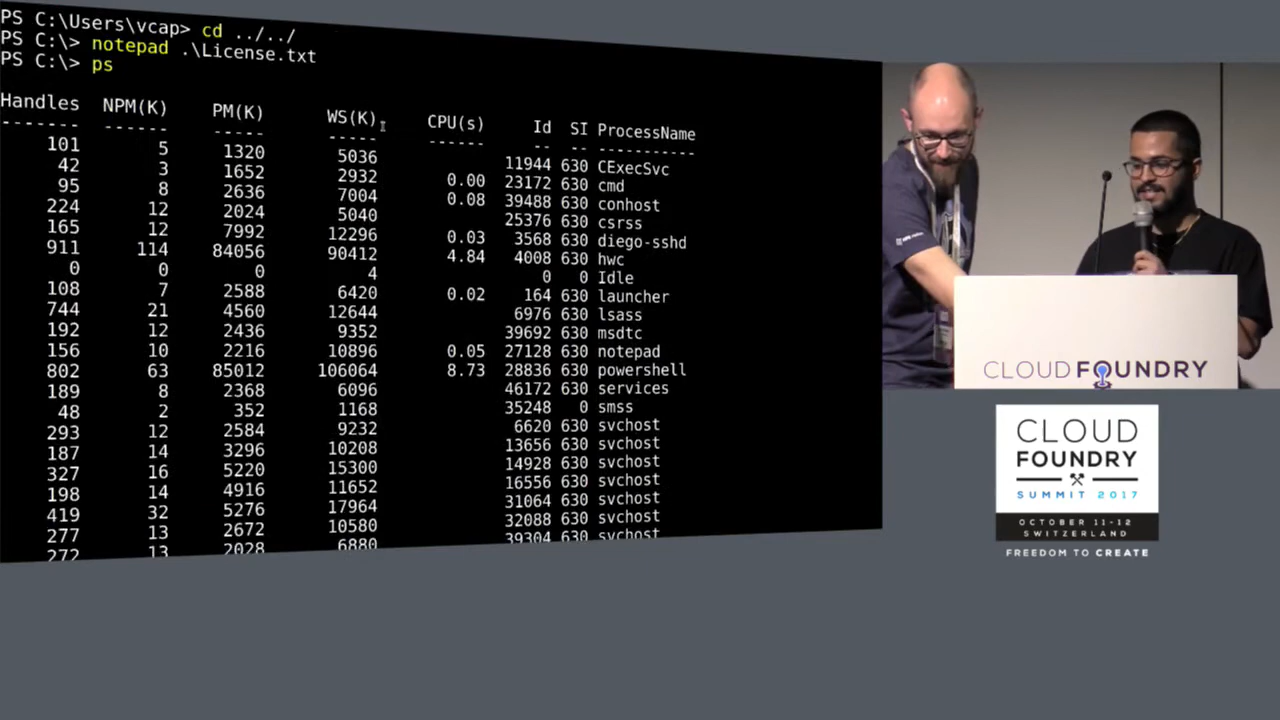 PS C:\Users\vcap> cd ../../
PS C:\> notepad .\License.txt
PS C:\> ps
Handles NPM(K) PM(K) WS(K) CPU(s) Id SI ProcessName
------- ------ ----- ----- ------ -- -- -----------
101 5 1320 5036 11944 630 CExecSvc
42 3 1652 2932 0.00 23172 630 cmd
95 8 2636 7004 0.08 39488 630 conhost
224 12 2024 5040 25376 630 csrss
165 12 7992 12296 0.03 3568 630 diego-sshd
911 114 84056 90412 4.84 4008 630 hwc
0 0 0 4 0 0 Idle
108 7 2588 6420 0.02 164 630 launcher
744 21 4560 12644 6976 630 lsass
192 12 2436 9352 39692 630 msdtc
156 10 2216 10896 0.05 27128 630 notepad
802 63 85012 106064 8.73 28836 630 powershell
189 8 2368 6096 46172 630 services
48 2 352 1168 35248 0 smss
293 12 2584 9232 6620 630 svchost
187 14 3296 10208 13656 630 svchost
327 16 5220 15300 14928 630 svchost
198 14 4916 11652 16556 630 svchost
419 32 5276 17964 31064 630 svchost
277 13 2672 10580 32088 630 svchost
272 13 2028 6880 39304 630 svchost
CLOUD FOUNDRY
CLOUD
FOUNDRY
SUMMIT 2017
OCTOBER 11-12
SWITZERLAND
FREEDOM TO CREATE